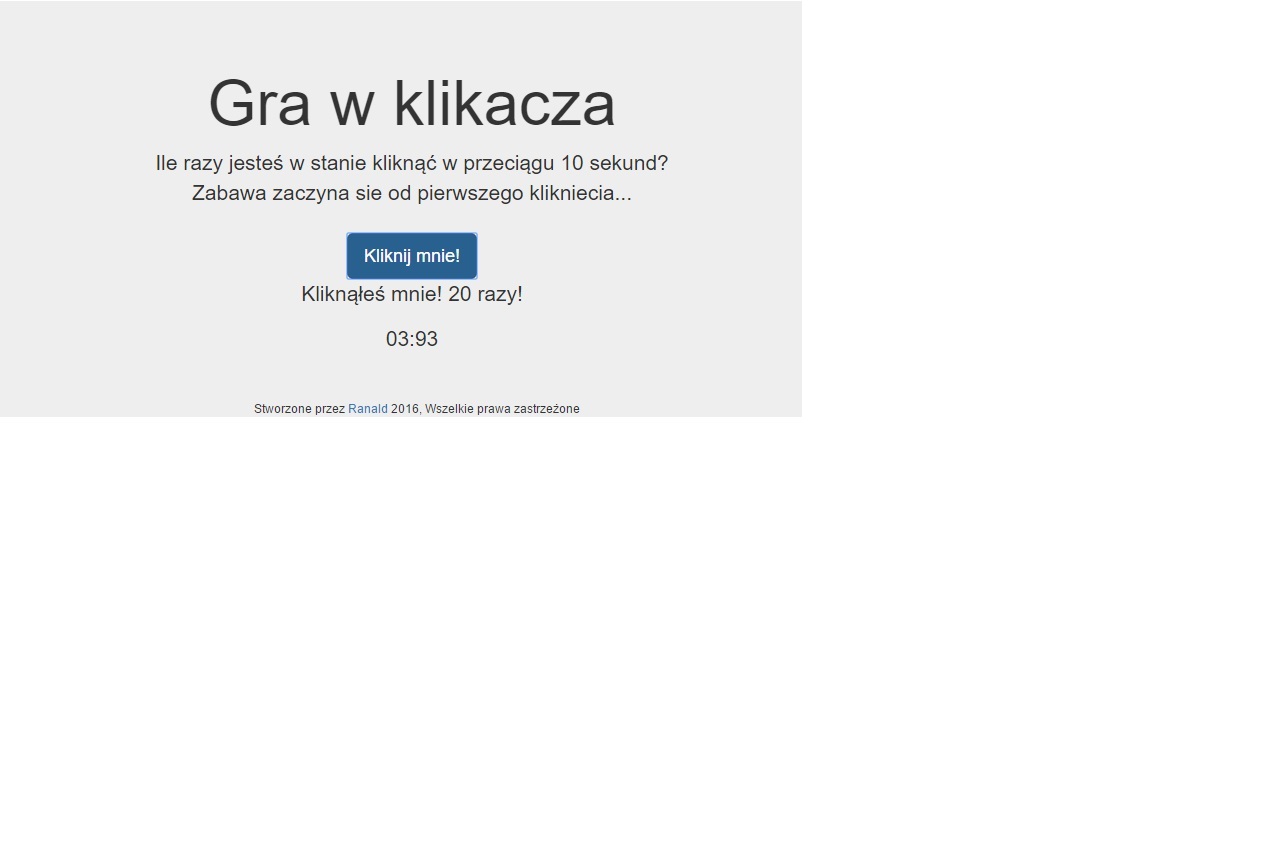 Gra w klikacza
Ile razy jesteś w stanie kliknąć w przeciągu 10 sekund?
Zabawa zaczyna sie od pierwszego klikniecia...
Kliknij mnie!
Kliknąłeś mnie! 20 razy!
03:93
Stworzone przez Ranald 2016, Wszelkie prawa zastrzeżone